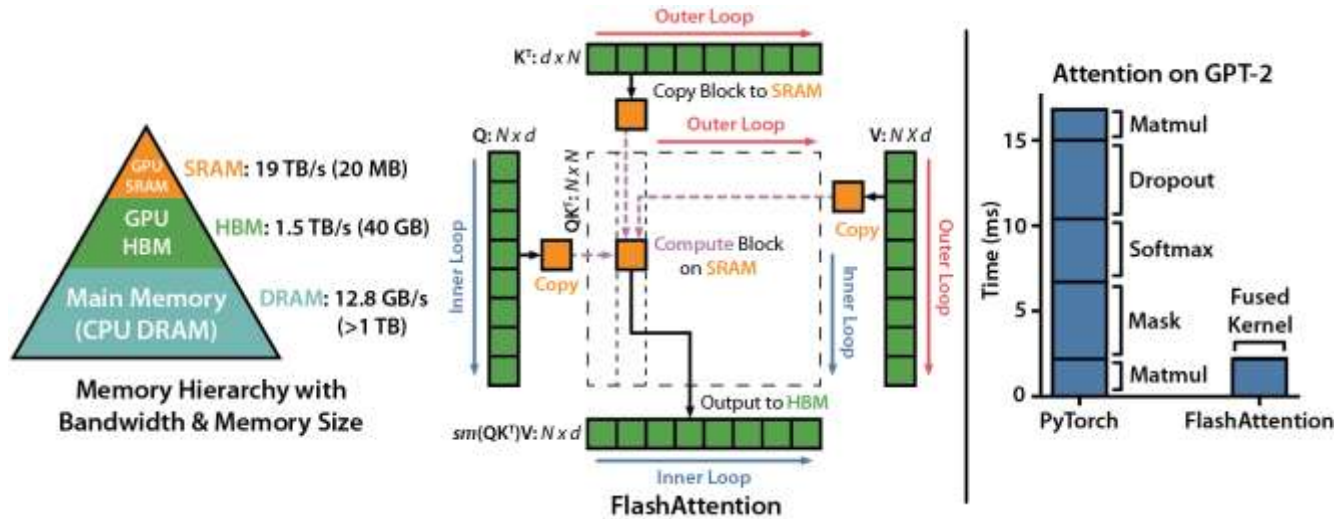 GPU
SRAM
GPU
HBM
Main Memory
(CPU DRAM)
SRAM: 19 TB/s (20 MB)
HBM: 1.5 TB/s (40 GB)
DRAM: 12.8 GB/s
(>1 TB)
Memory Hierarchy with
Bandwidth & Memory Size
Outer Loop
Kᵀ: d x N
Copy Block to SRAM
Outer Loop
Q: N x d
V: N X d
QKᵀ: N x N
Inner Loop
Copy
Compute Block
on SRAM
Copy
Inner Loop
Outer Loop
Output to HBM
sm(QKᵀ)V: N x d
Inner Loop
FlashAttention
Attention on GPT-2
Time (ms)
15
10
5
0
Matmul
Dropout
Softmax
Mask
Matmul
Fused
Kernel
PyTorch
FlashAttention